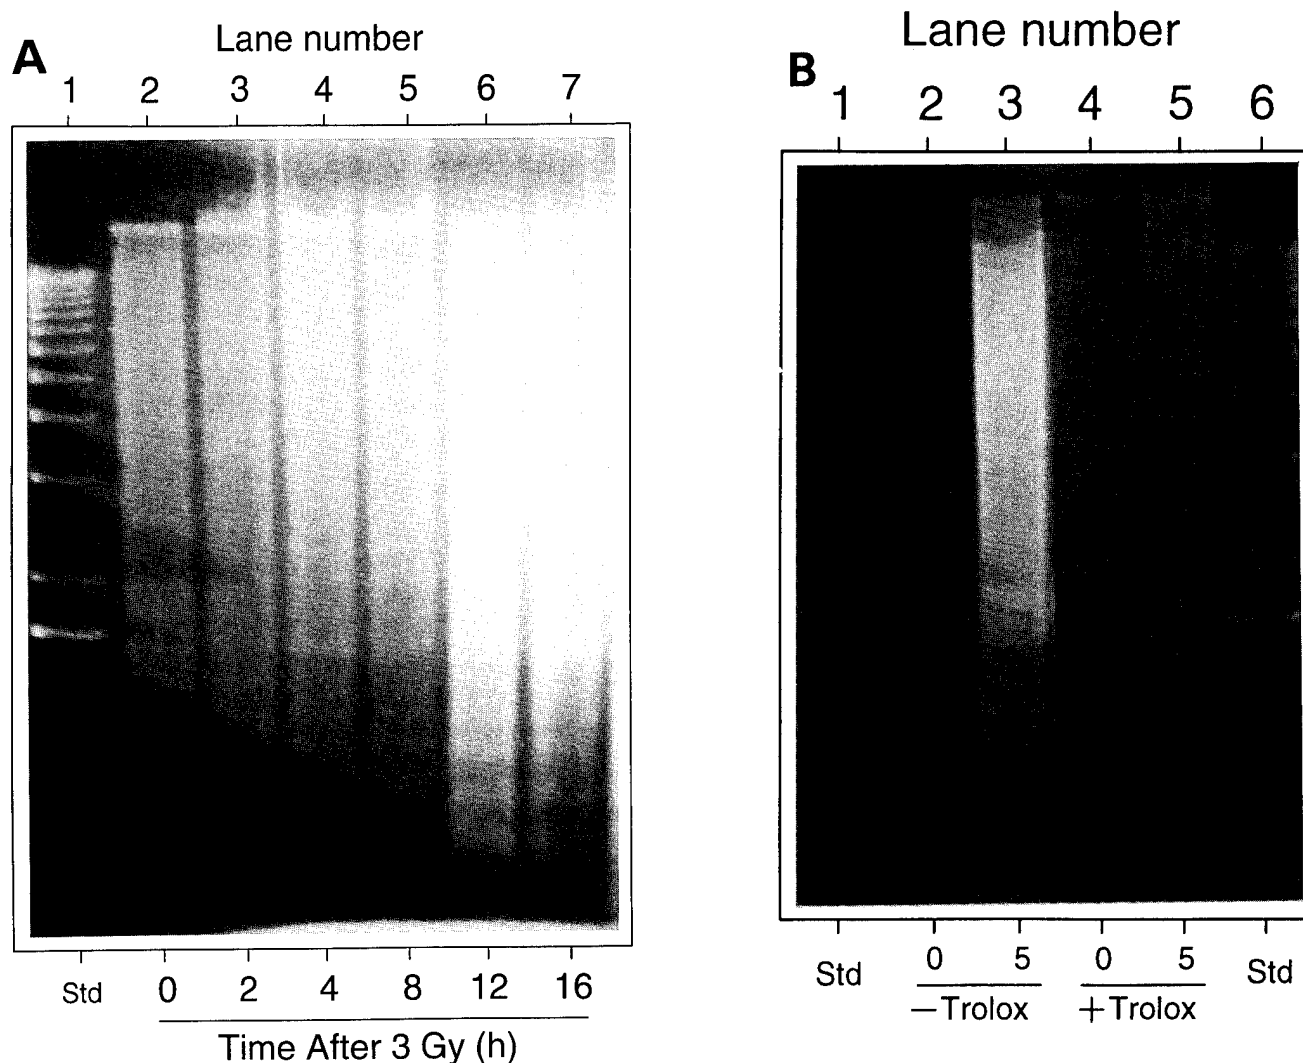 A
Lane number
1 2 3 4 5 6 7
Std 0 2 4 8 12 16
Time After 3 Gy (h)
B
Lane number
1 2 3 4 5 6
Std 0 5 0 5 Std
−Trolox +Trolox